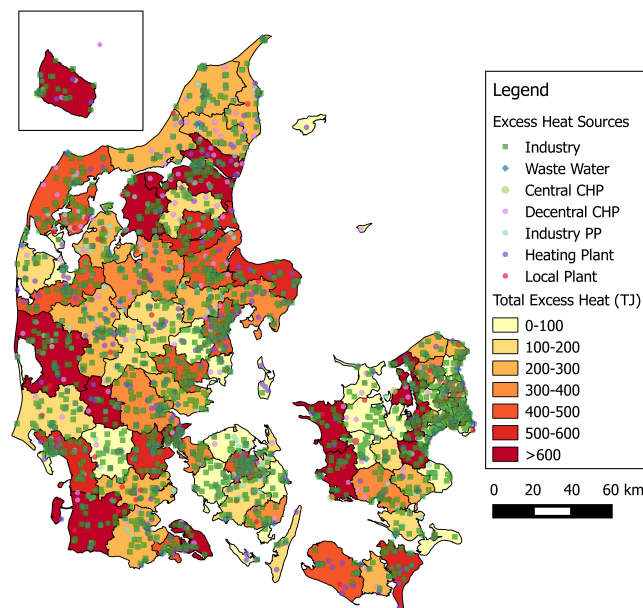 Legend
Excess Heat Sources
Industry
Waste Water
Central CHP
Decentral CHP
Industry PP
Heating Plant
Local Plant
Total Excess Heat (TJ)
0-100
100-200
200-300
300-400
400-500
500-600
>600
0 20 40 60 km